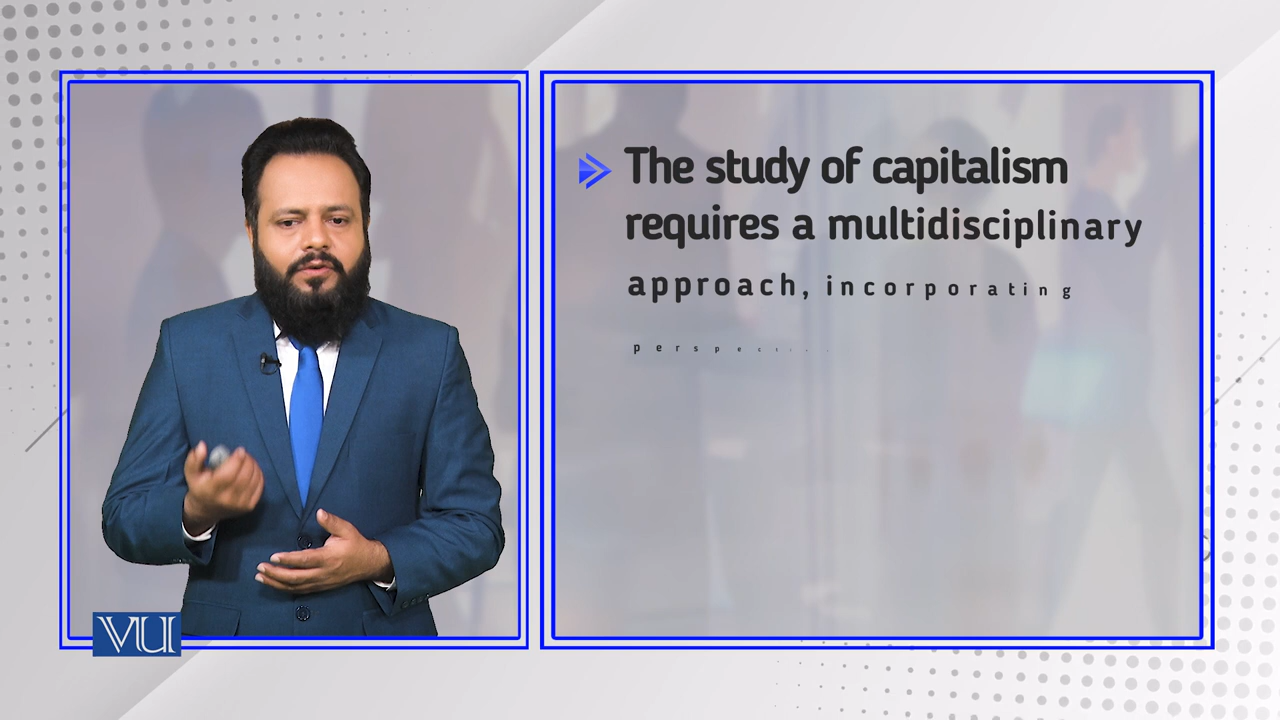 The study of capitalism
requires a multidisciplinary
approach, incorporating
VU